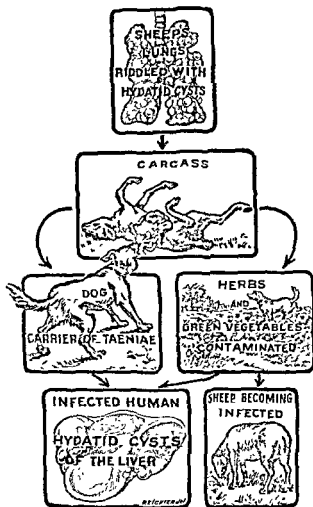 SHEEPS
LUNGS
RIDDLED WITH
HYDATID CYSTS
CARCASS
DOG
CARRIER OF TAENIAE
HERBS
AND
GREEN VEGETABLES
CONTAMINATED
INFECTED HUMAN
HYDATID CYSTS
OF THE LIVER
SHEEP BECOMING
INFECTED